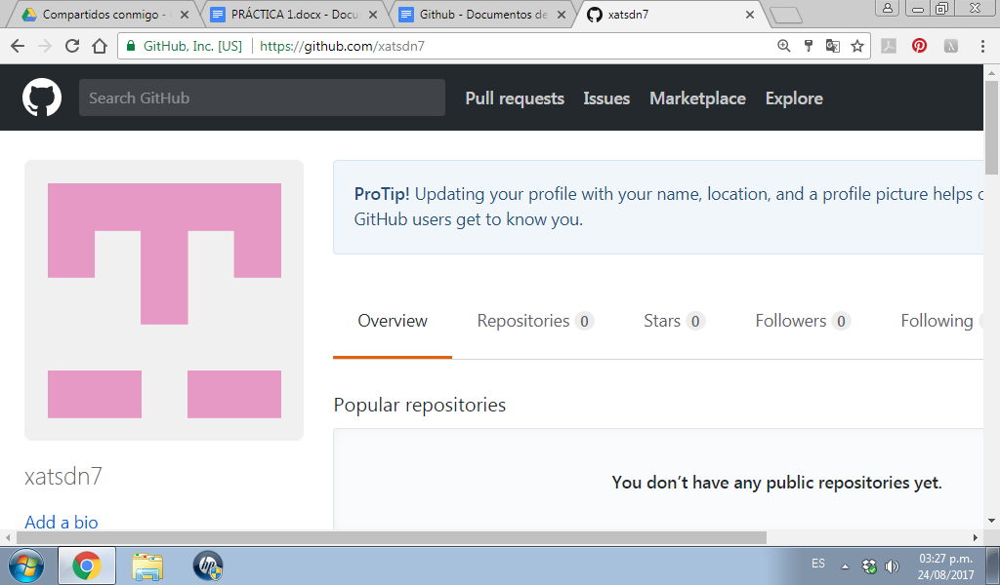 Compartidos conmigo -
PRÁCTICA 1.docx - Docu
Github - Documentos de
xatsdn7
GitHub, Inc. [US]
https://github.com/xatsdn7
Search GitHub
Pull requests
Issues
Marketplace
Explore
ProTip! Updating your profile with your name, location, and a profile picture helps
GitHub users get to know you.
Overview
Repositories 0
Stars 0
Followers 0
Following
Popular repositories
You don't have any public repositories yet.
xatsdn7
Add a bio
hp
ES
03:27 p.m.
24/08/2017